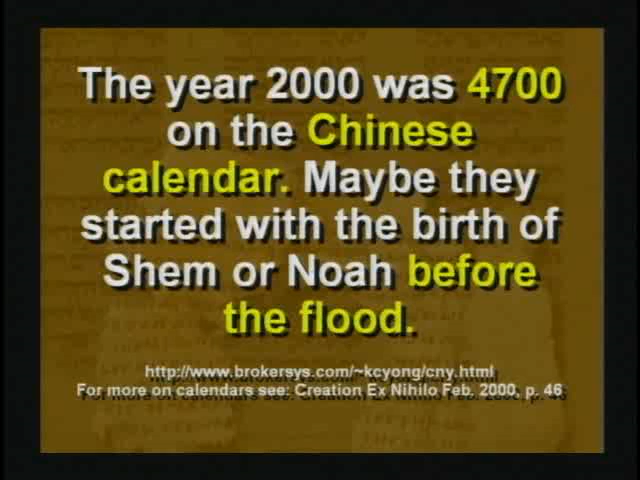 The year 2000 was 4700
on the Chinese
calendar. Maybe they
started with the birth of
Shem or Noah before
the flood.
http://www.brokersys.com/~kcyong/cny.html
For more on calendars see: Creation Ex Nihilo Feb. 2000, p. 46